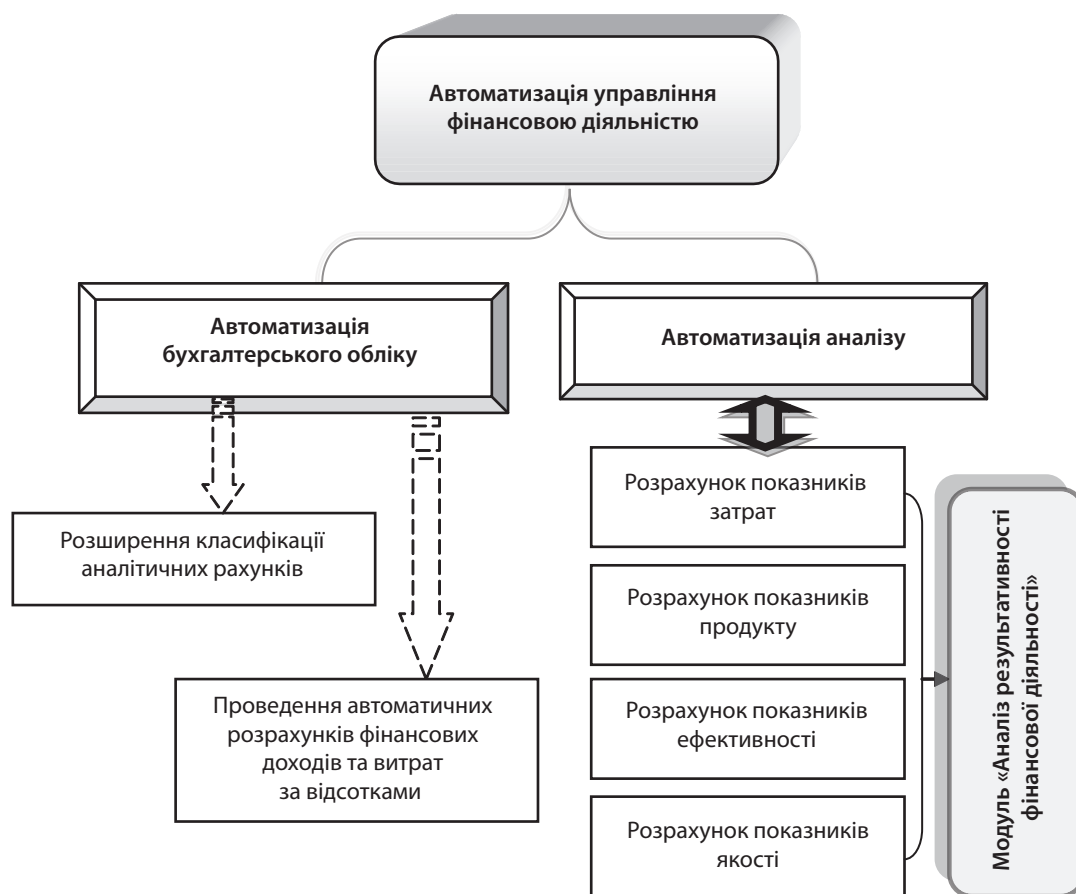 Автоматизація управління
фінансовою діяльністю
Автоматизація
бухгалтерського обліку
Автоматизація аналізу
Розширення класифікації
аналітичних рахунків
Проведення автоматичних
розрахунків фінансових
доходів та витрат
за відсотками
Розрахунок показників
затрат
Розрахунок показників
продукту
Розрахунок показників
ефективності
Розрахунок показників
якості
Модуль «Аналіз результативності
фінансової діяльності»